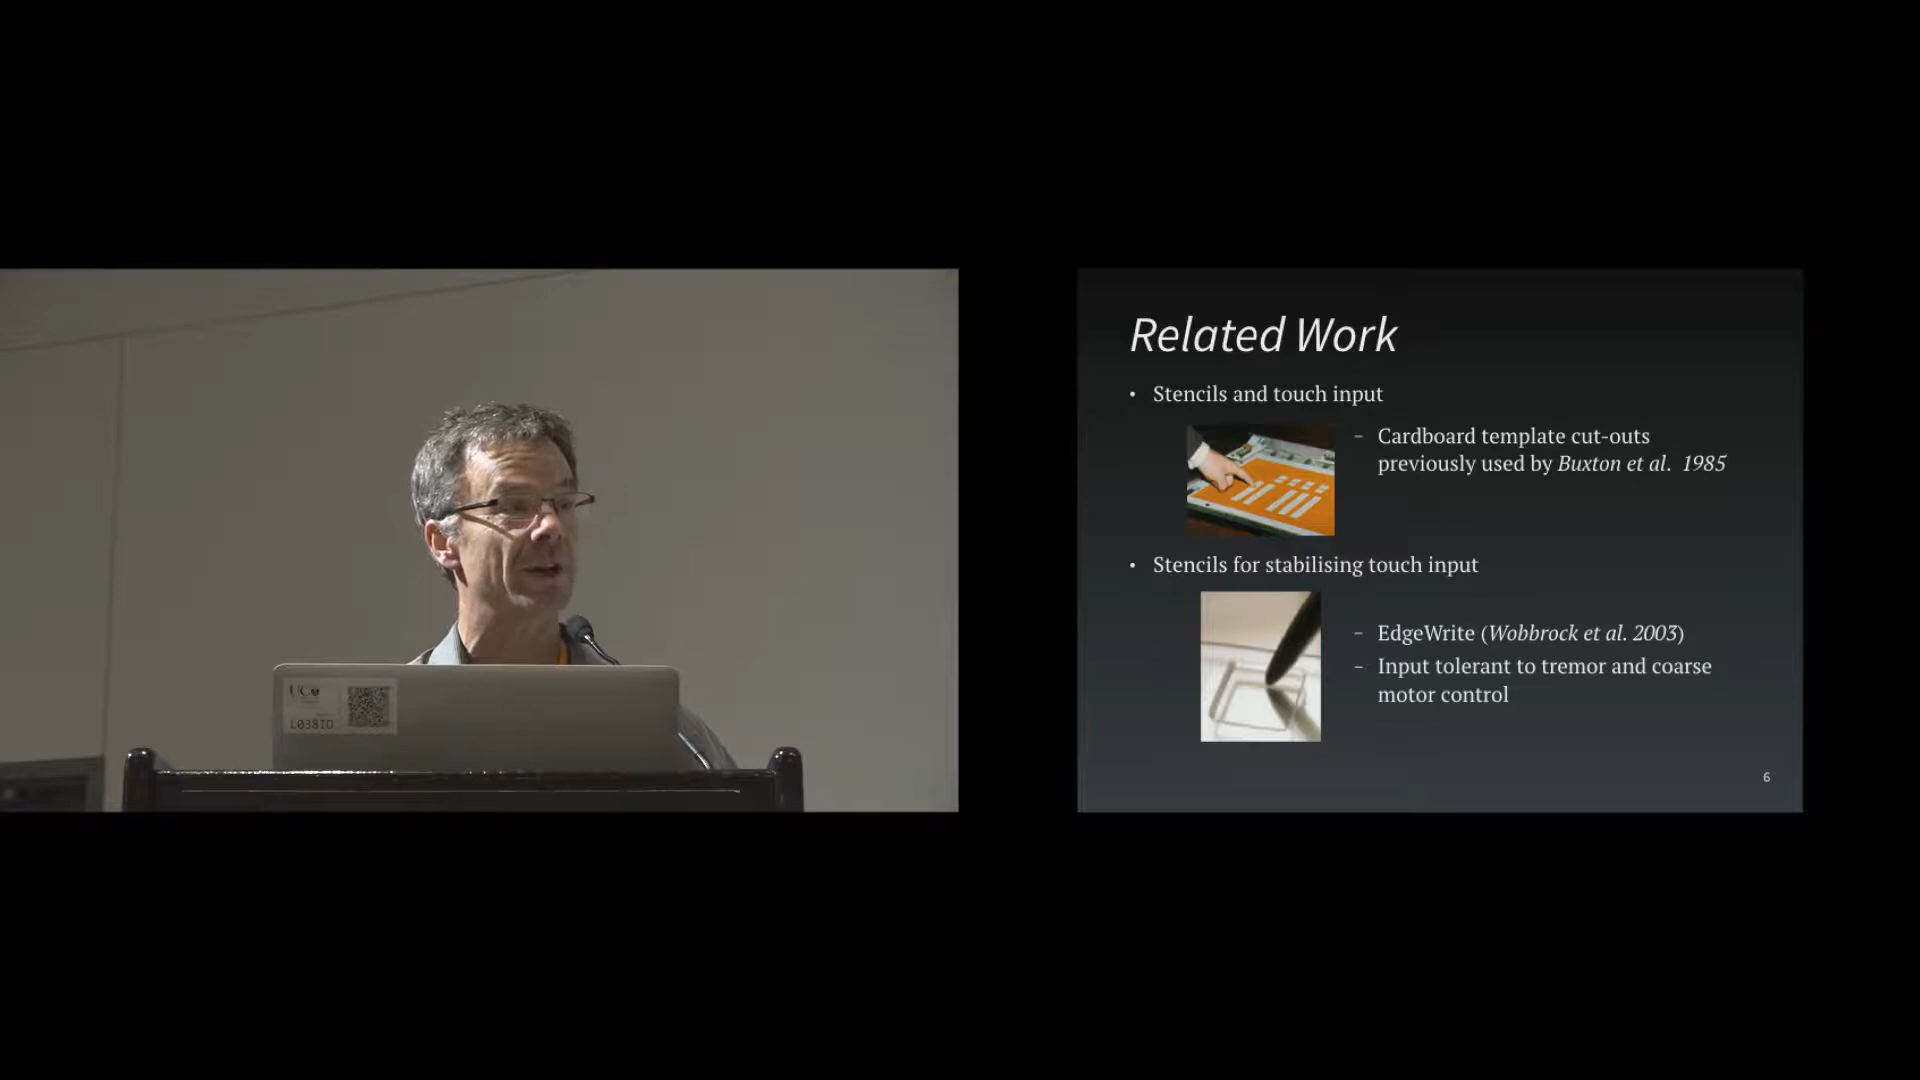 Related Work
• Stencils and touch input
– Cardboard template cut-outs
previously used by Buxton et al. 1985
• Stencils for stabilising touch input
– EdgeWrite (Wobbrock et al. 2003)
– Input tolerant to tremor and coarse
motor control
6
L038IO